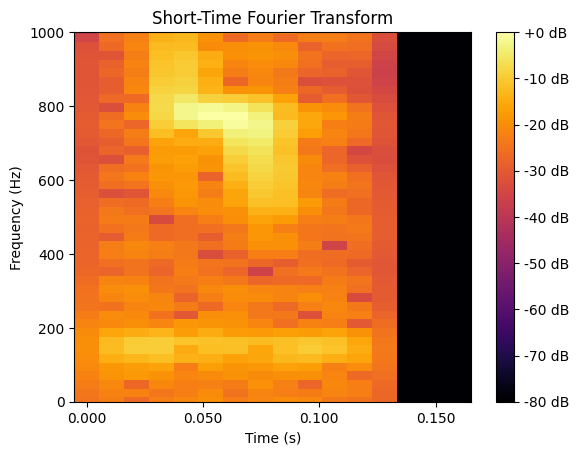 Short-Time Fourier Transform
1000
800
600
400
200
0
Frequency (Hz)
0.000
0.050
0.100
0.150
Time (s)
+0 dB
-10 dB
-20 dB
-30 dB
-40 dB
-50 dB
-60 dB
-70 dB
-80 dB